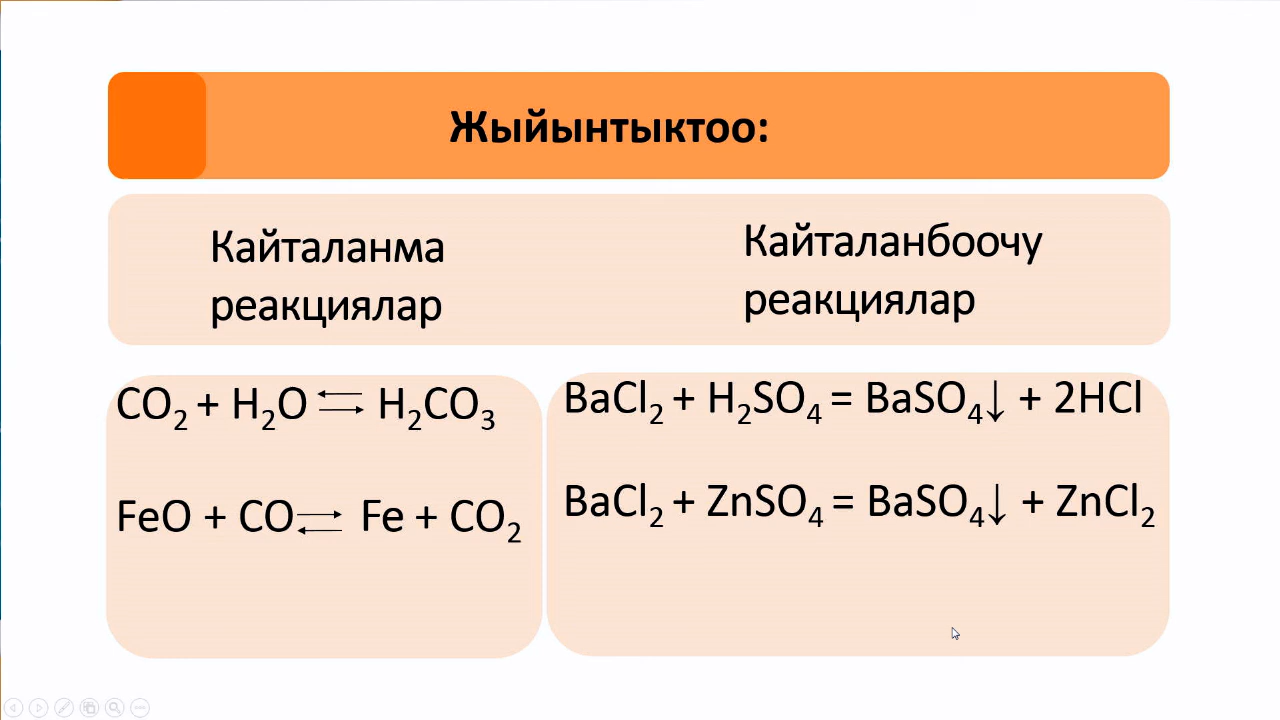 Жыйынтыктоо:
Кайталанма
реакциялар
Кайталанбоочу
реакциялар
CO₂ + H₂O ⇆ H₂CO₃
FeO + CO ⇄ Fe + CO₂
BaCl₂ + H₂SO₄ = BaSO₄↓ + 2HCl
BaCl₂ + ZnSO₄ = BaSO₄↓ + ZnCl₂